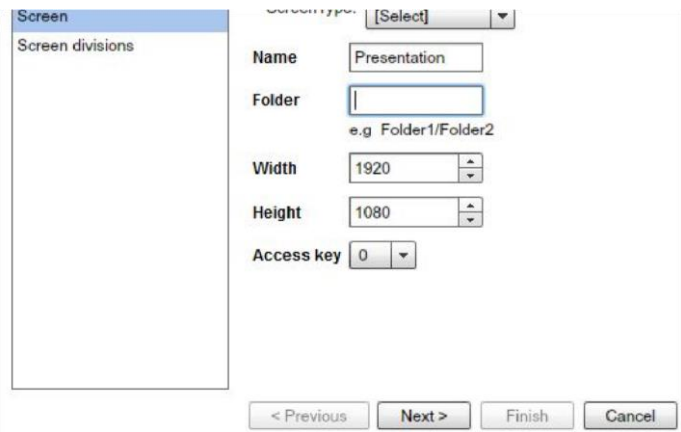 Screen
ScreenType: [Select]
Screen divisions
Name Presentation
Folder
e.g Folder1/Folder2
Width 1920
Height 1080
Access key 0
< Previous Next > Finish Cancel